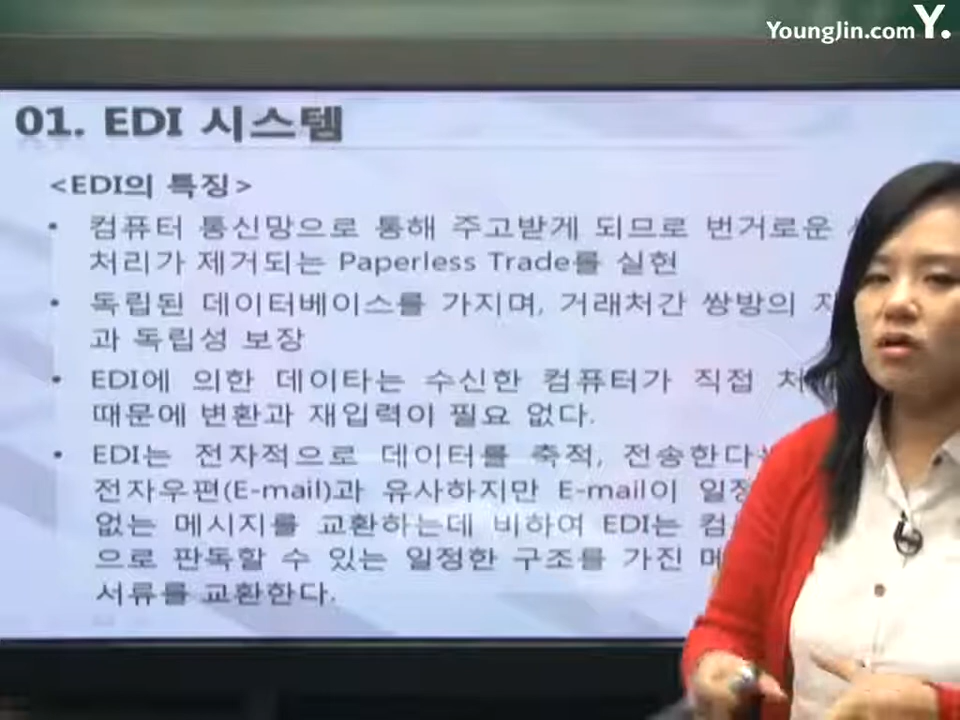 YoungJin.com Y.
01. EDI 시스템
<EDI의 특징>
• 컴퓨터 통신망으로 통해 주고받게 되므로 번거로운
처리가 제거되는 Paperless Trade를 실현
• 독립된 데이터베이스를 가지며, 거래처간 쌍방의
과 독립성 보장
• EDI에 의한 데이타는 수신한 컴퓨터가 직접
때문에 변환과 재입력이 필요 없다.
• EDI는 전자적으로 데이터를 축적, 전송한다
전자우편(E-mail)과 유사하지만 E-mail이
없는 메시지를 교환하는데 비하여 EDI는
으로 판독할 수 있는 일정한 구조를 가진
서류를 교환한다.